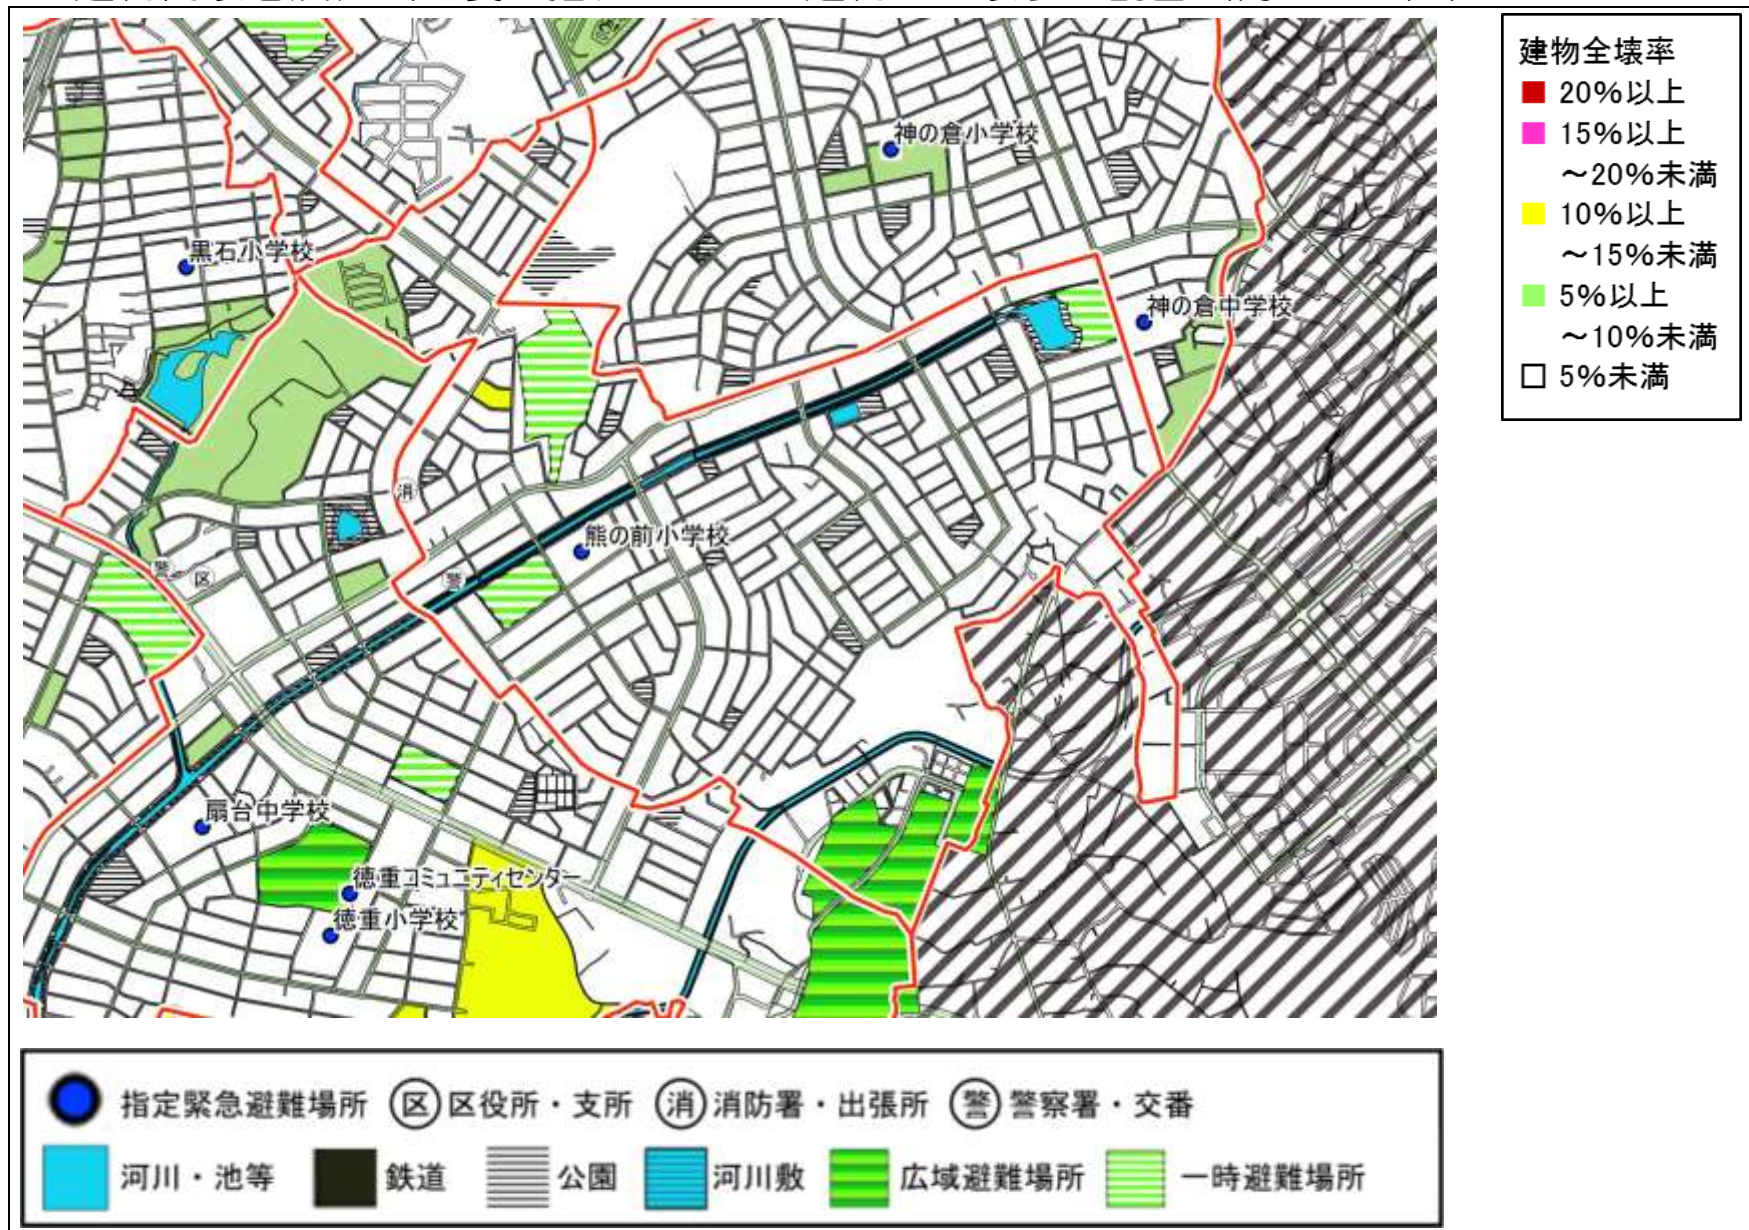 建物全壊率
20%以上
15%以上
～20%未満
10%以上
～15%未満
5%以上
～10%未満
5%未満
神の倉小学校
黒石小学校
神の倉中学校
消
熊の前小学校
警
区
警
扇台中学校
徳重コミュニティセンター
徳重小学校
指定緊急避難場所 区 区役所・支所 消 消防署・出張所 警 警察署・交番
河川・池等 鉄道 公園 河川敷 広域避難場所 一時避難場所